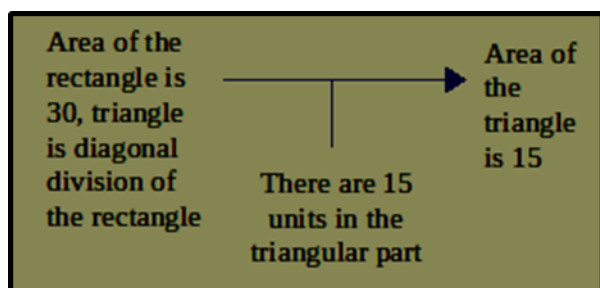 Area of the
rectangle is
30, triangle
is diagonal
division of
the rectangle
There are 15
units in the
triangular part
Area of
the
triangle
is 15